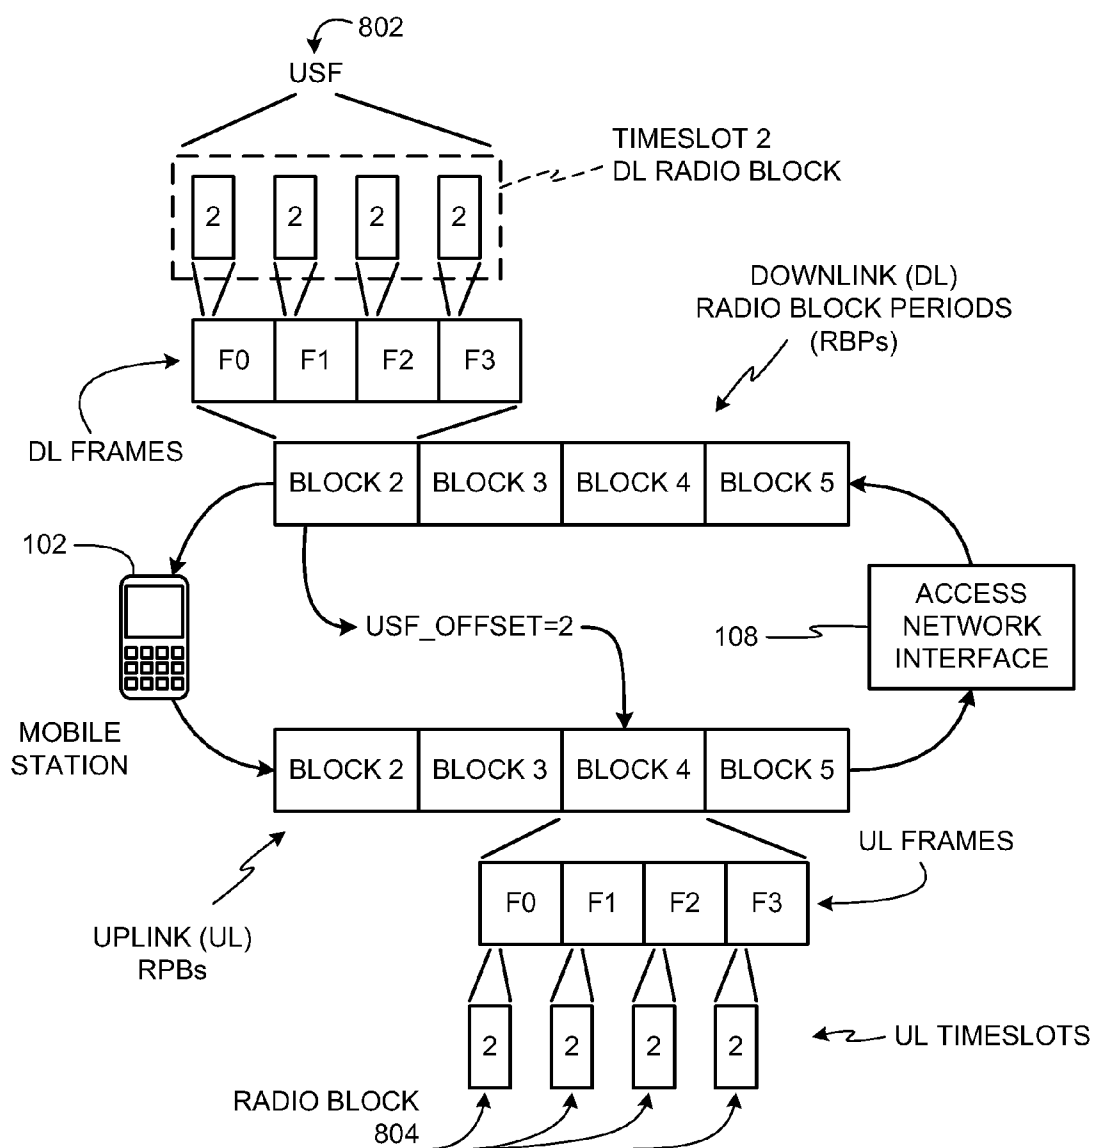 802
USF
TIMESLOT 2
DL RADIO BLOCK
2 2 2 2
DOWNLINK (DL)
RADIO BLOCK PERIODS
(RBPs)
F0 F1 F2 F3
DL FRAMES
BLOCK 2 BLOCK 3 BLOCK 4 BLOCK 5
102
ACCESS
NETWORK
INTERFACE
USF_OFFSET=2
108
MOBILE
STATION
BLOCK 2 BLOCK 3 BLOCK 4 BLOCK 5
UL FRAMES
F0 F1 F2 F3
UPLINK (UL)
RPBs
2 2 2 2
UL TIMESLOTS
RADIO BLOCK
804